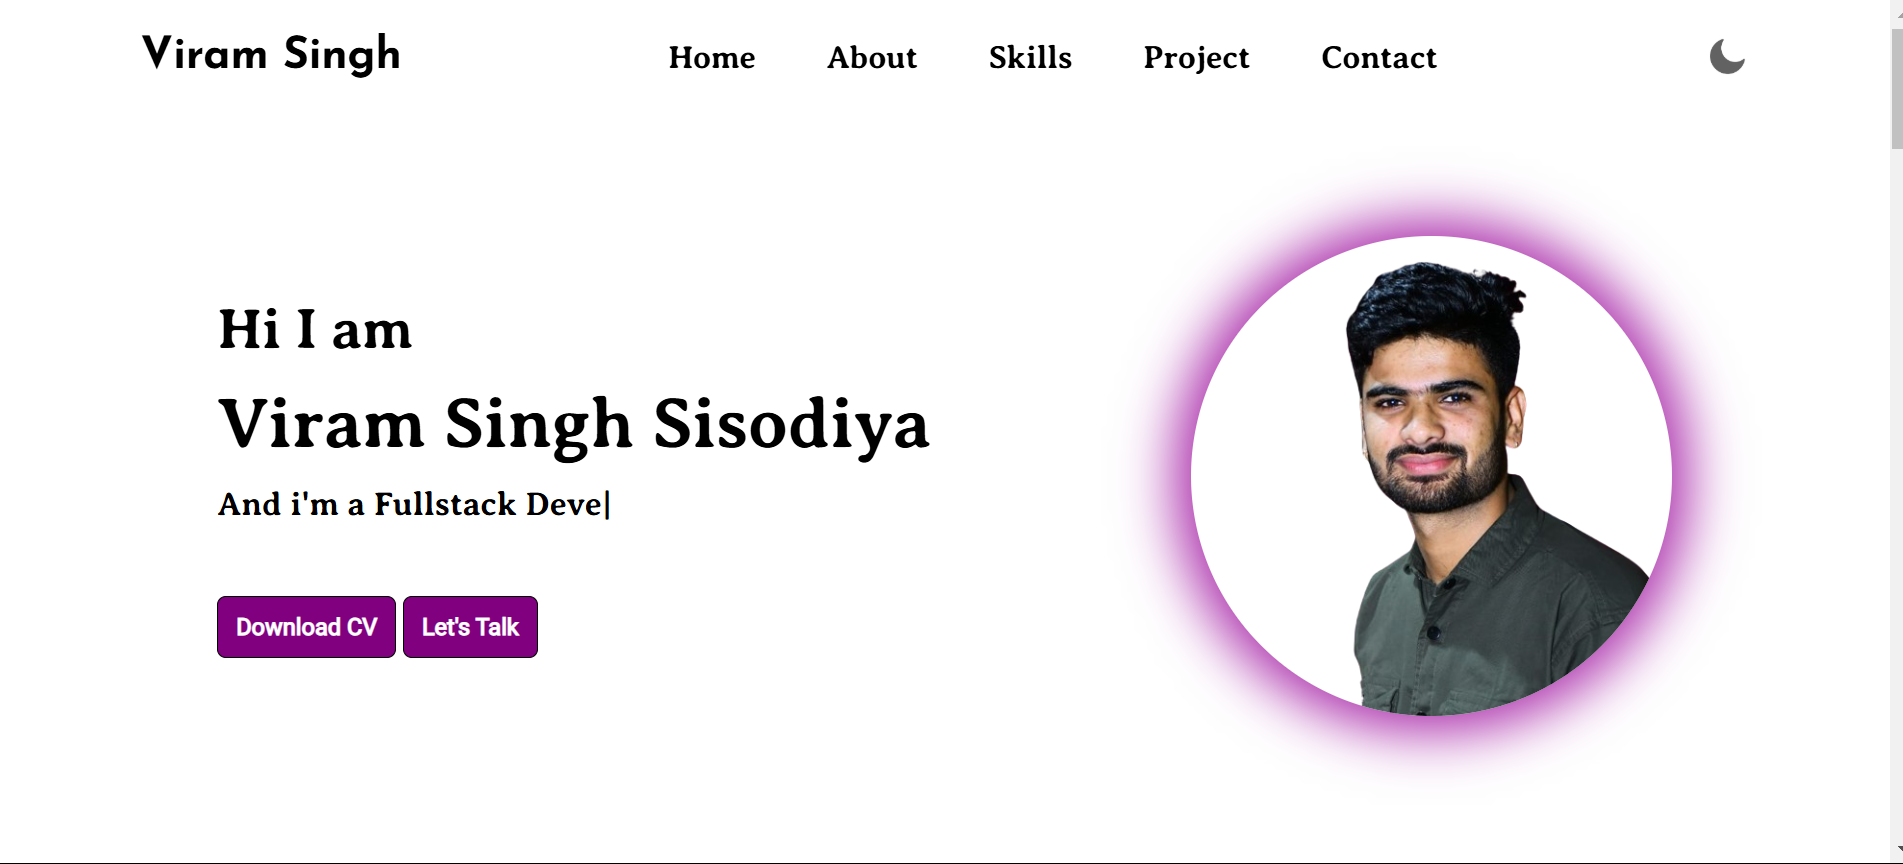 Viram Singh
Home About Skills Project Contact
Hi I am
Viram Singh Sisodiya
And i'm a Fullstack Deve|
Download CV Let's Talk